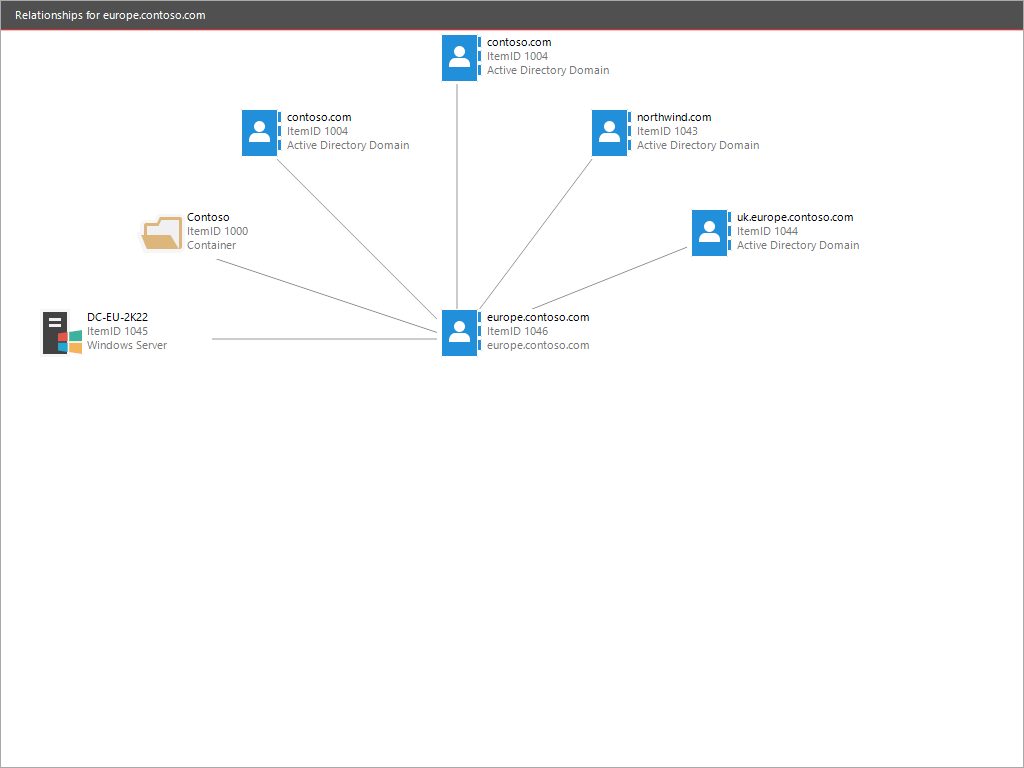 Relationships for europe.contoso.com
contoso.com
ItemID 1004
Active Directory Domain
contoso.com
ItemID 1004
Active Directory Domain
northwind.com
ItemID 1043
Active Directory Domain
Contoso
ItemID 1000
Container
uk.europe.contoso.com
ItemID 1044
Active Directory Domain
DC-EU-2K22
ItemID 1045
Windows Server
europe.contoso.com
ItemID 1046
europe.contoso.com